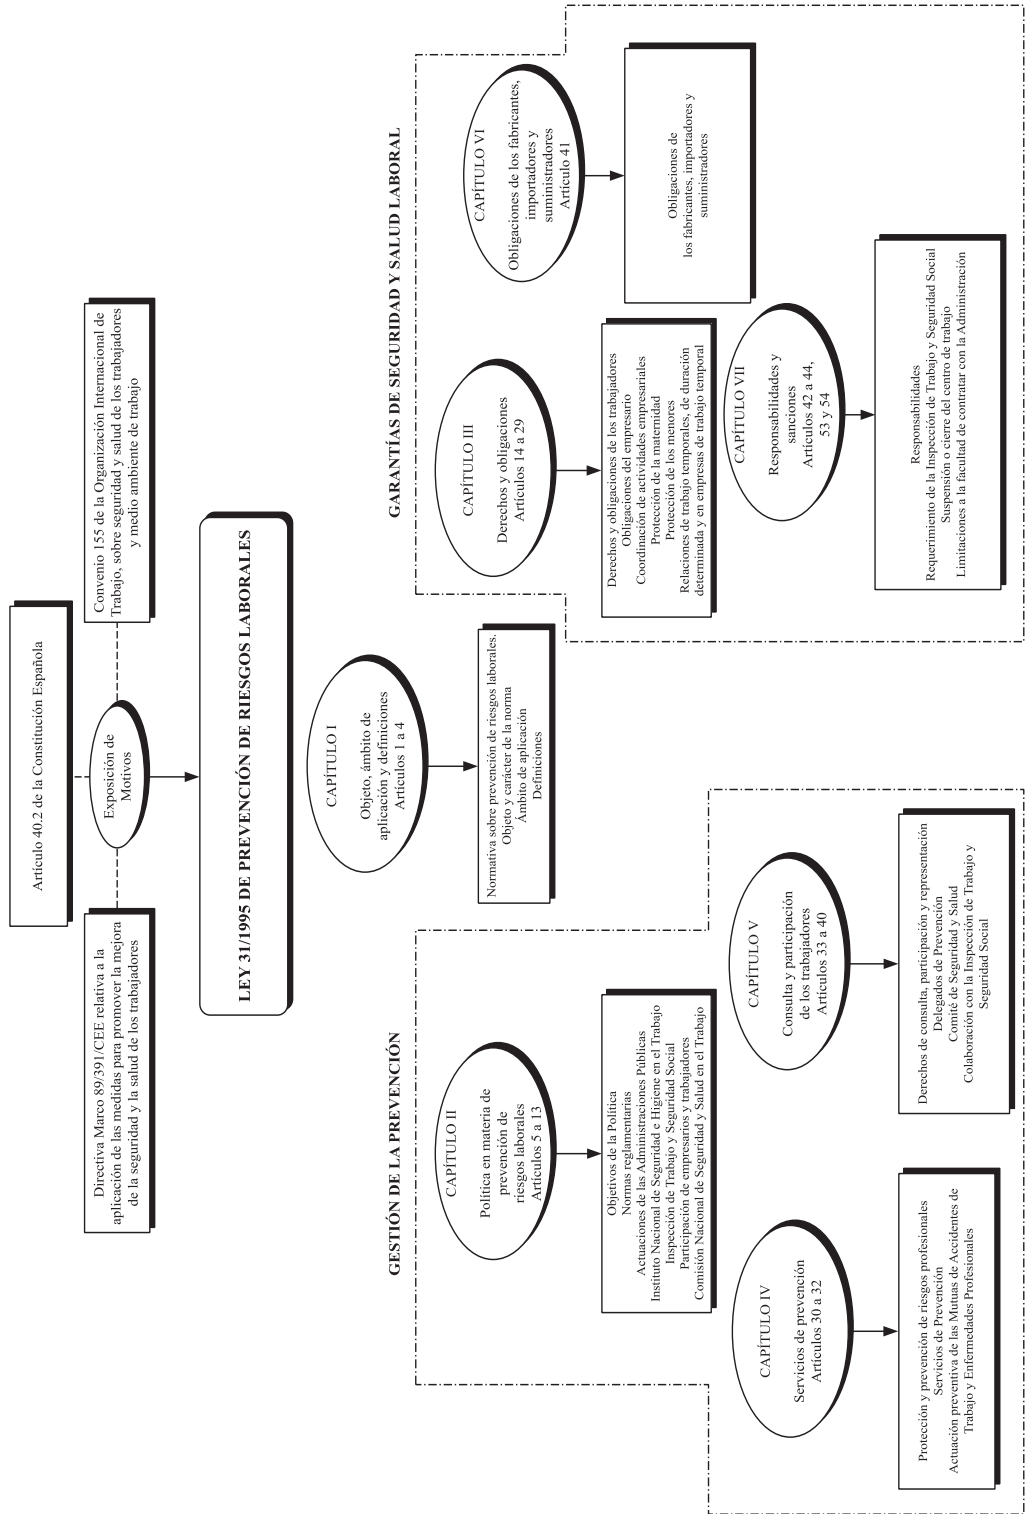 Artículo 40.2 de la Constitución Española
Directiva Marco 89/391/CEE relativa a la
aplicación de las medidas para promover la mejora
de la seguridad y la salud de los trabajadores
Exposición de
Motivos
Convenio 155 de la Organización Internacional de
Trabajo, sobre seguridad y salud de los trabajadores
y medio ambiente de trabajo
LEY 31/1995 DE PREVENCIÓN DE RIESGOS LABORALES
CAPÍTULO I
Objeto, ámbito de
aplicación y definiciones
Artículos 1 a 4
Normativa sobre prevención de riesgos laborales.
Objeto y carácter de la norma
Ámbito de aplicación
Definiciones
GESTIÓN DE LA PREVENCIÓN
CAPÍTULO II
Política en materia de
prevención de
riesgos laborales
Artículos 5 a 13
Objetivos de la Política
Normas reglamentarias
Actuaciones de las Administraciones Públicas
Instituto Nacional de Seguridad e Higiene en el Trabajo
Inspección de Trabajo y Seguridad Social
Participación de empresarios y trabajadores
Comisión Nacional de Seguridad y Salud en el Trabajo
CAPÍTULO IV
Servicios de prevención
Artículos 30 a 32
Protección y prevención de riesgos profesionales
Servicios de Prevención
Actuación preventiva de las Mutuas de Accidentes de
Trabajo y Enfermedades Profesionales
CAPÍTULO V
Consulta y participación
de los trabajadores
Artículos 33 a 40
Derechos de consulta, participación y representación
Delegados de Prevención
Comité de Seguridad y Salud
Colaboración con la Inspección de Trabajo y
Seguridad Social
GARANTÍAS DE SEGURIDAD Y SALUD LABORAL
CAPÍTULO III
Derechos y obligaciones
Artículos 14 a 29
Derechos y obligaciones de los trabajadores
Obligaciones del empresario
Coordinación de actividades empresariales
Protección de la maternidad
Protección de los menores
Relaciones de trabajo temporales, de duración
determinada y en empresas de trabajo temporal
CAPÍTULO VI
Obligaciones de los fabricantes,
importadores y
suministradores
Artículo 41
Obligaciones de
los fabricantes, importadores y
suministradores
CAPÍTULO VII
Responsabilidades y
sanciones
Artículos 42 a 44,
53 y 54
Responsabilidades
Requerimiento de la Inspección de Trabajo y Seguridad Social
Suspensión o cierre del centro de trabajo
Limitaciones a la facultad de contratar con la Administración